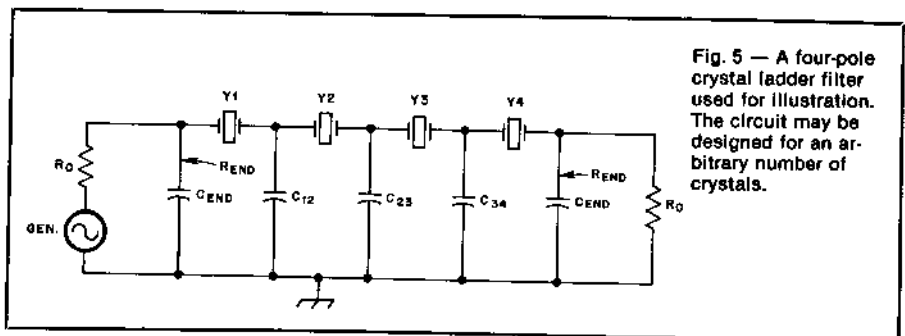 Fig. 5 — A four-pole
crystal ladder filter
used for illustration.
The circuit may be
designed for an ar-
bitrary number of
crystals.
Y1 Y2 Y3 Y4
R0 REND REND
CEND C12 C23 C34 CEND R0
GEN.